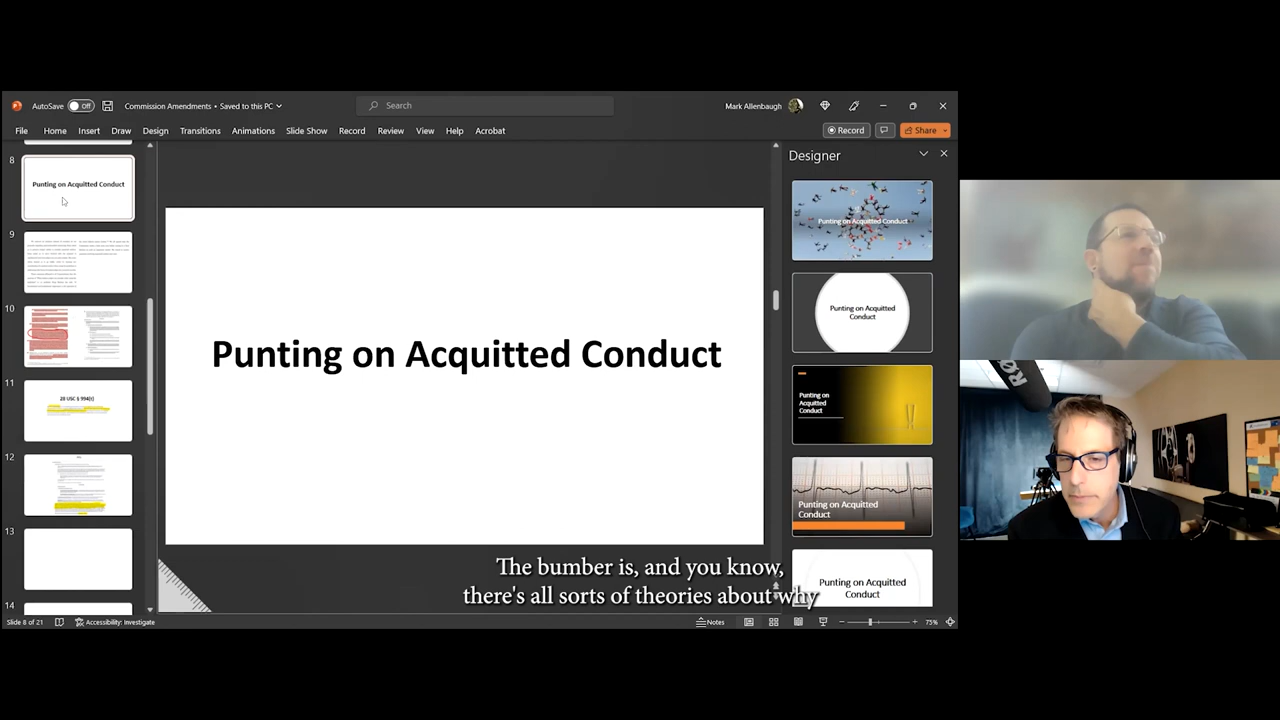 AutoSave Off Commission Amendments • Saved to this PC Search Mark Allenbaugh
File Home Insert Draw Design Transitions Animations Slide Show Record Review View Help Acrobat Record Share
8
Punting on Acquitted Conduct
9
10
11
28 USC § 994(t)
12
13
14
Punting on Acquitted Conduct
Designer
Punting on Acquitted Conduct
Punting on Acquitted
Conduct
Punting on
Acquitted
Conduct
Punting on Acquitted
Conduct
Punting on Acquitted
Conduct
The bumber is, and you know,
there's all sorts of theories about why
Slide 8 of 21 Accessibility: Investigate Notes 75%